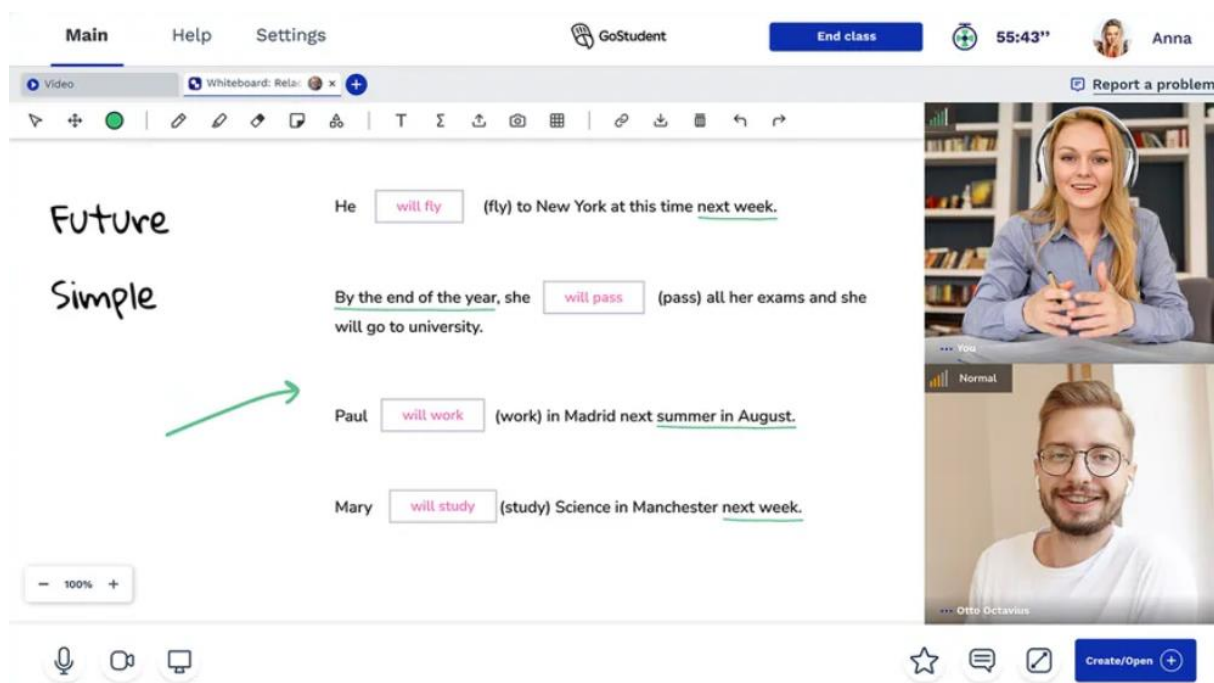 Main Help Settings GoStudent End class 55:43’’ Anna
Video Whiteboard: Rela × + Report a problem
T Σ
Future
Simple
He will fly (fly) to New York at this time next week.
By the end of the year, she will pass (pass) all her exams and she
will go to university.
Paul will work (work) in Madrid next summer in August.
Mary will study (study) Science in Manchester next week.
••• You
Normal
••• Otto Octavius
− 100% +
Create/Open +